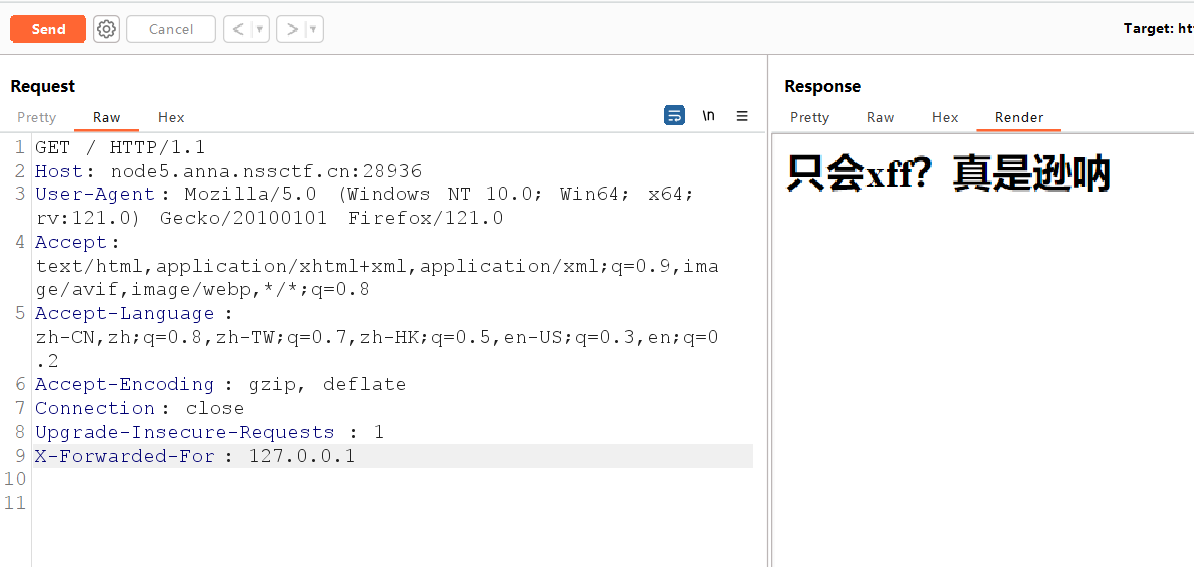 Send
Cancel
< ▼
> ▼
Target: ht
Request
Pretty Raw Hex
\n
1 GET / HTTP/1.1
2 Host: node5.anna.nssctf.cn:28936
3 User-Agent: Mozilla/5.0 (Windows NT 10.0; Win64; x64;
rv:121.0) Gecko/20100101 Firefox/121.0
4 Accept:
text/html,application/xhtml+xml,application/xml;q=0.9,ima
ge/avif,image/webp,*/*;q=0.8
5 Accept-Language:
zh-CN,zh;q=0.8,zh-TW;q=0.7,zh-HK;q=0.5,en-US;q=0.3,en;q=0
.2
6 Accept-Encoding: gzip, deflate
7 Connection: close
8 Upgrade-Insecure-Requests: 1
9 X-Forwarded-For: 127.0.0.1
10
11
Response
Pretty Raw Hex Render
只会xff？真是逊呐